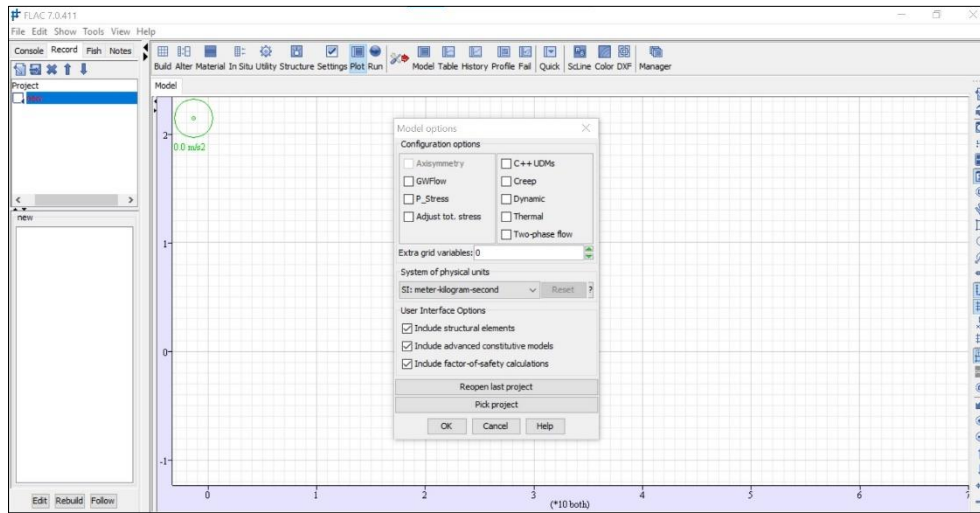 FLAC 7.0.411
File Edit Show Tools View Help
Console Record Fish Notes
Build Alter Material In Situ Utility Structure Settings Plot Run Model Table History Profile Fail Quick ScLine Color DXF Manager
Project
Model
new
0.0 m/s2
2
1
0
-1
0 1 2 3 4 5 6 7
(*10 both)
Edit Rebuild Follow
Model options
Configuration options
Axisymmetry
C++ UDMs
GWFlow
Creep
P_Stress
Dynamic
Adjust tot. stress
Thermal
Two-phase flow
Extra grid variables: 0
System of physical units
SI: meter-kilogram-second Reset ?
User Interface Options
Include structural elements
Include advanced constitutive models
Include factor-of-safety calculations
Reopen last project
Pick project
OK Cancel Help